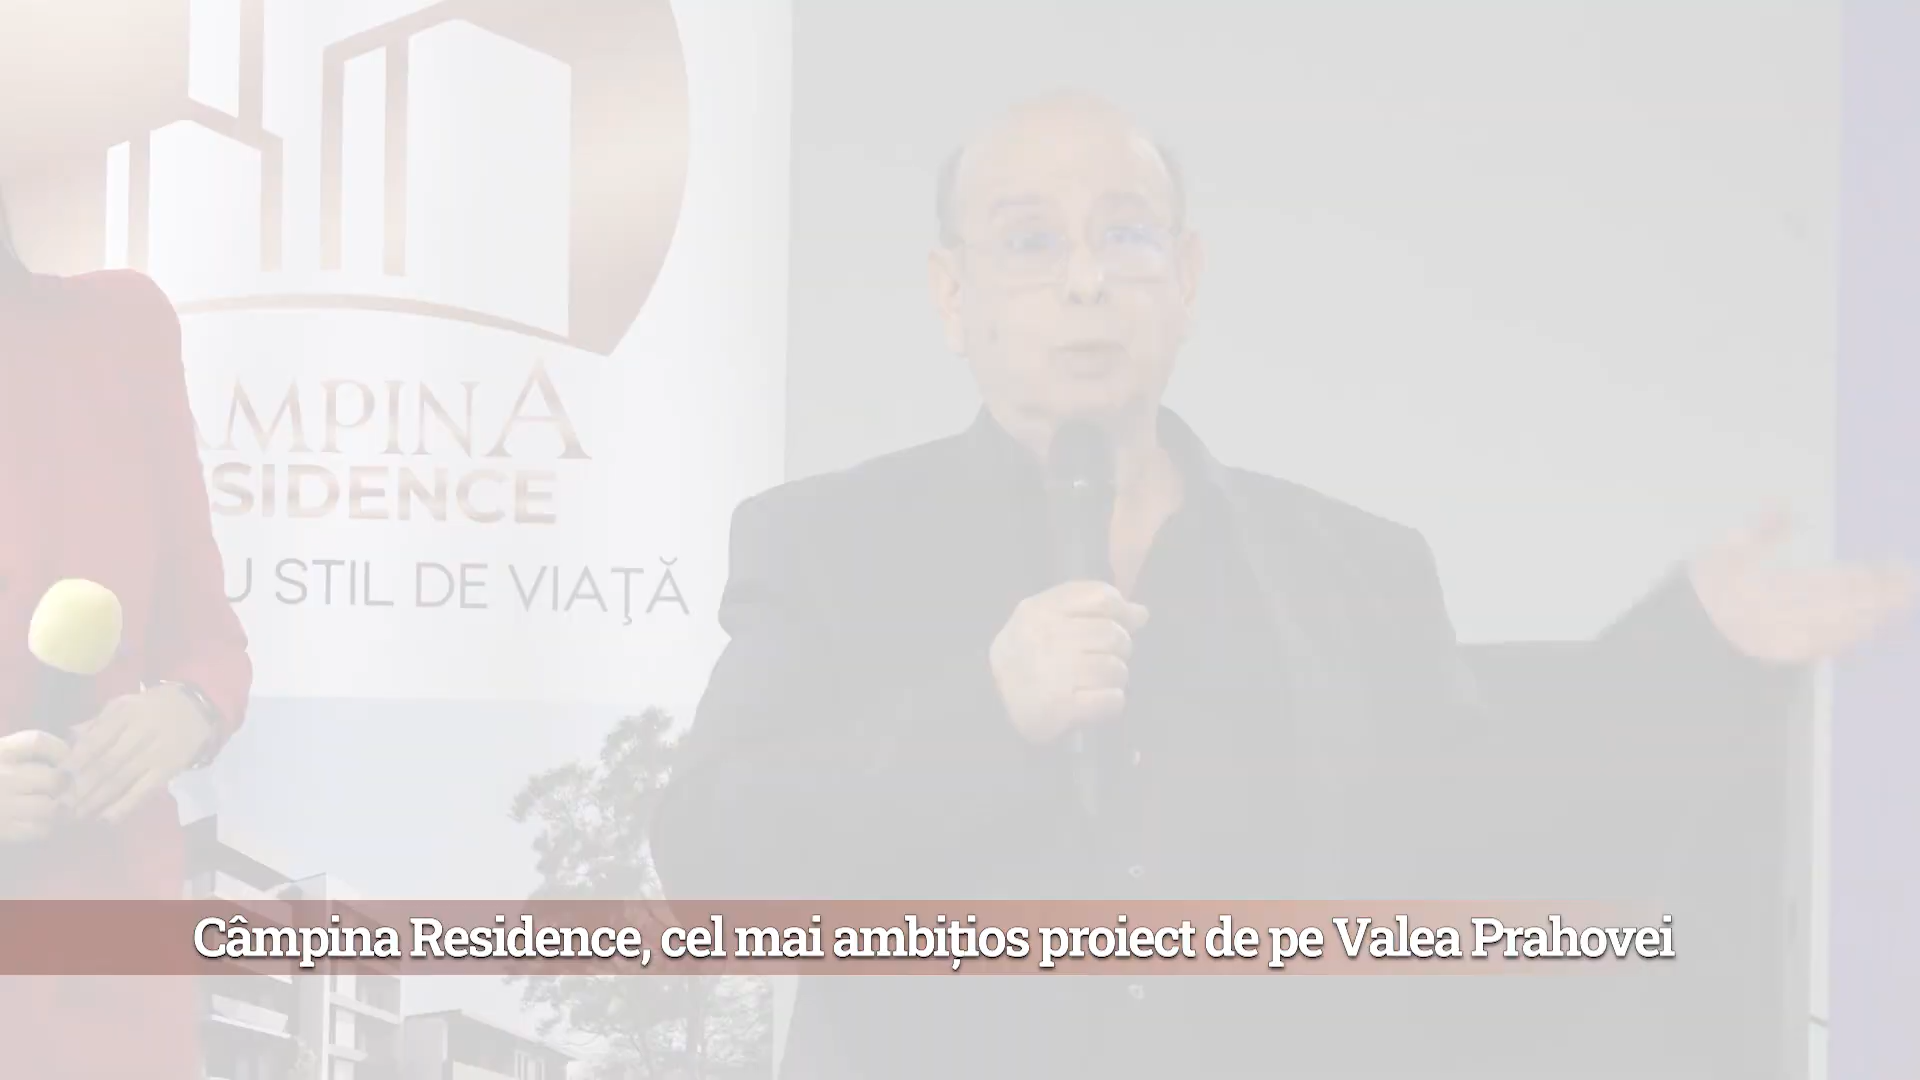 AMPINA
SIDENCE
U STIL DE VIAŢĂ
Câmpina Residence, cel mai ambițios proiect de pe Valea Prahovei